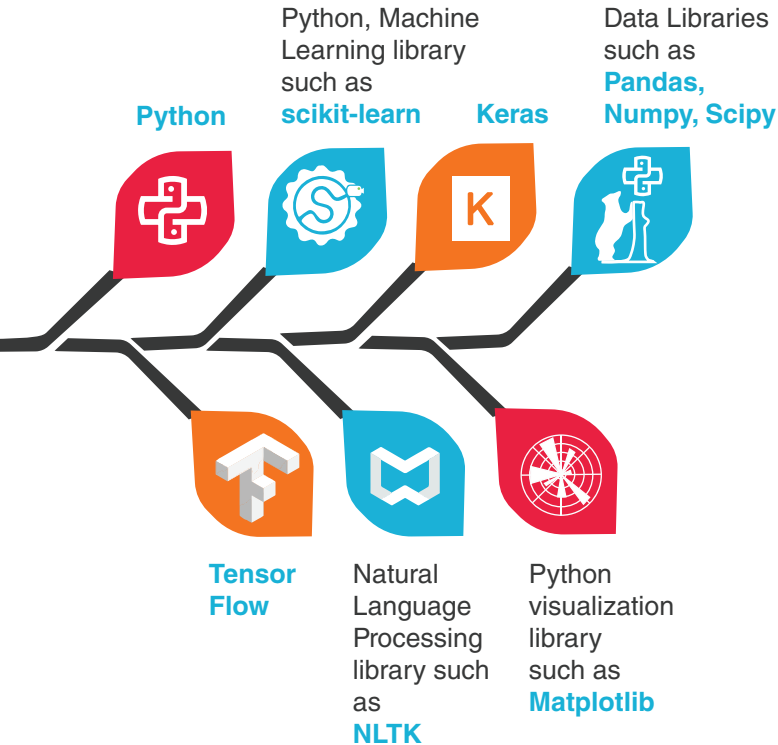 Python
Python, Machine
Learning library
such as
scikit-learn
Keras
Data Libraries
such as
Pandas,
Numpy, Scipy
K
Tensor
Flow
Natural
Language
Processing
library such
as
NLTK
Python
visualization
library
such as
Matplotlib